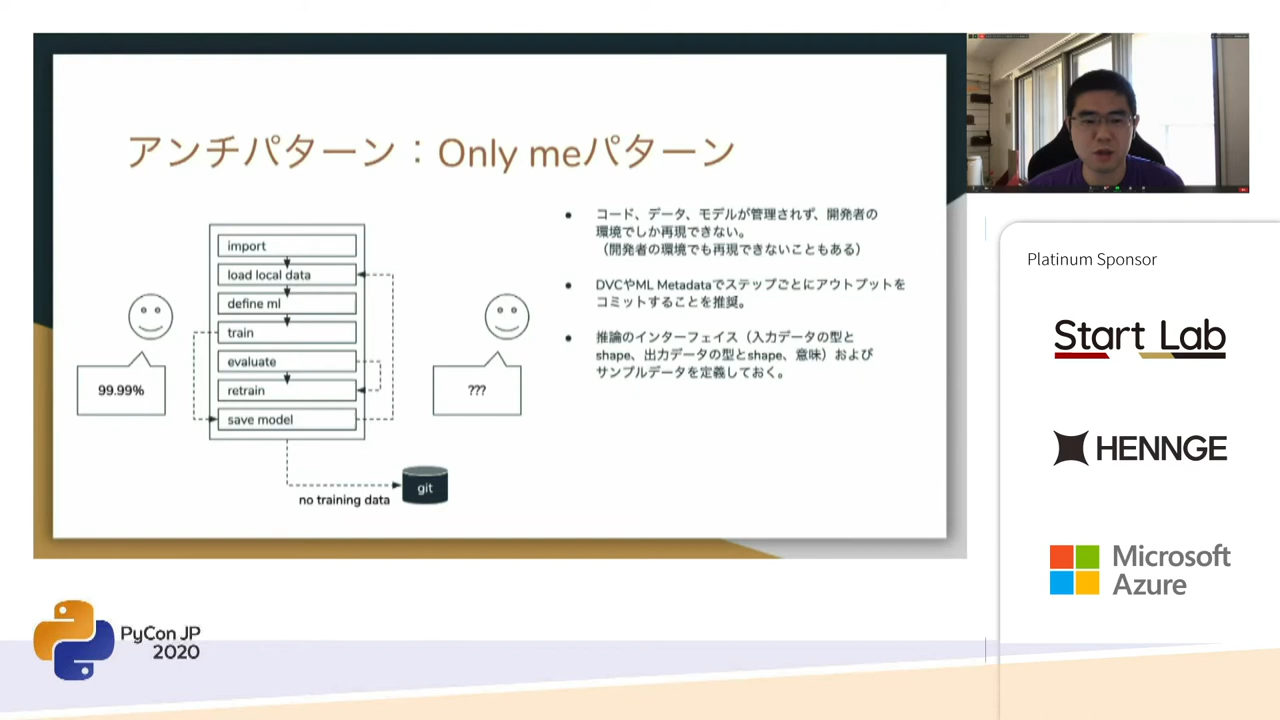 アンチパターン：Only meパターン
import
load local data
define ml
train
evaluate
retrain
save model
99.99%
???
no training data
git
コード、データ、モデルが管理されず、開発者の
環境でしか再現できない。
（開発者の環境でも再現できないこともある）
DVCやML Metadataでステップごとにアウトプットを
コミットすることを推奨。
推論のインターフェイス（入力データの型と
shape、出力データの型とshape、意味）および
サンプルデータを定義しておく。
Platinum Sponsor
Start Lab
HENNGE
Microsoft
Azure
PyCon JP
2020